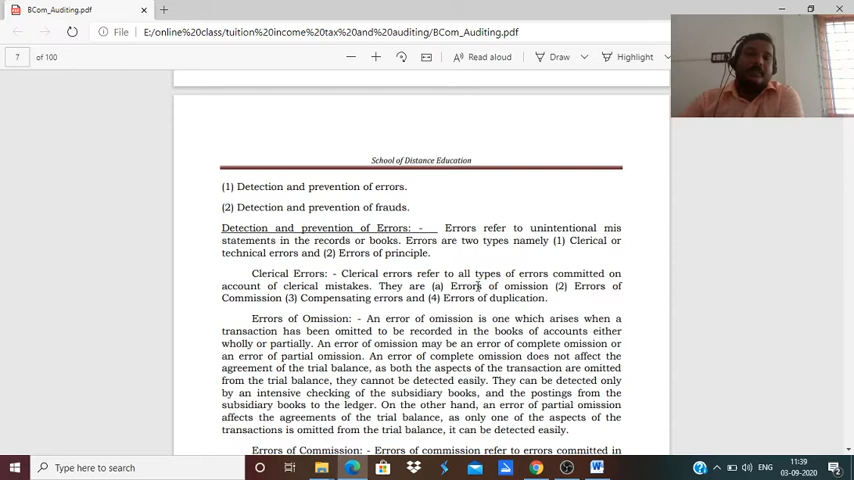 BCom_Auditing.pdf
File
E:/online%20class/tuition%20income%20tax%20and%20auditing/BCom_Auditing.pdf
7 of 100
Read aloud
Draw
Highlight
School of Distance Education
(1) Detection and prevention of errors.
(2) Detection and prevention of frauds.
Detection and prevention of Errors: - Errors refer to unintentional mis
statements in the records or books. Errors are two types namely (1) Clerical or
technical errors and (2) Errors of principle.
Clerical Errors: - Clerical errors refer to all types of errors committed on
account of clerical mistakes. They are (a) Errors of omission (2) Errors of
Commission (3) Compensating errors and (4) Errors of duplication.
Errors of Omission: - An error of omission is one which arises when a
transaction has been omitted to be recorded in the books of accounts either
wholly or partially. An error of omission may be an error of complete omission or
an error of partial omission. An error of complete omission does not affect the
agreement of the trial balance, as both the aspects of the transaction are omitted
from the trial balance, they cannot be detected easily. They can be detected only
by an intensive checking of the subsidiary books, and the postings from the
subsidiary books to the ledger. On the other hand, an error of partial omission
affects the agreements of the trial balance, as only one of the aspects of the
transactions is omitted from the trial balance, it can be detected easily.
Errors of Commission: - Errors of commission refer to errors committed in
Type here to search
ENG
11:39
03-09-2020
2